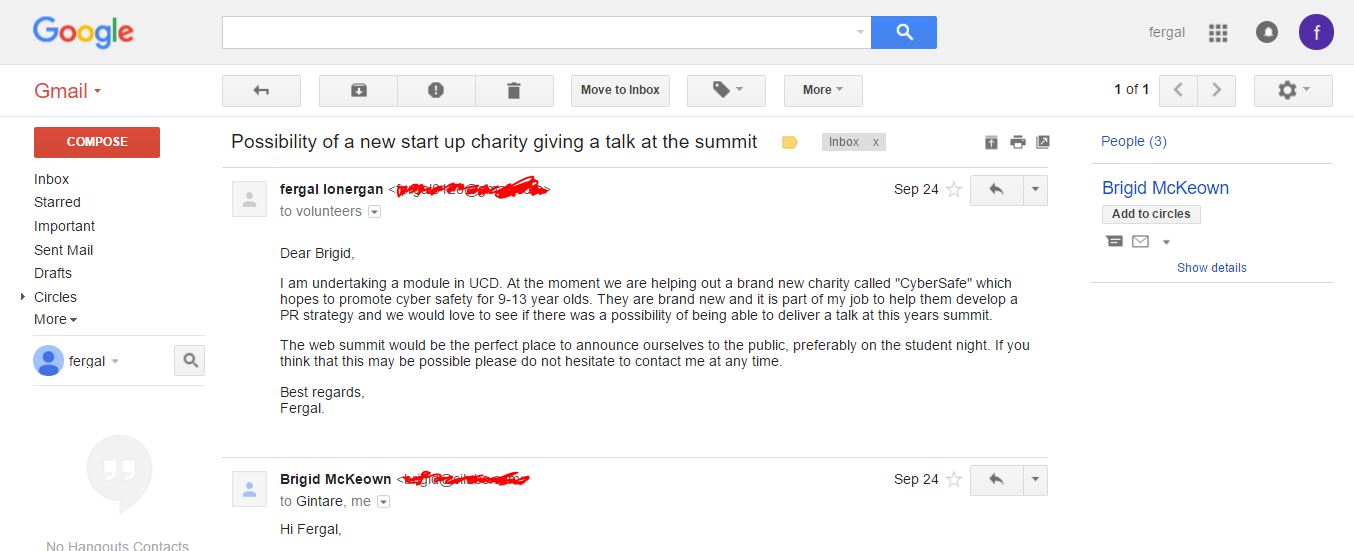 Google
fergal
f
Gmail
Move to Inbox
More
1 of 1
COMPOSE
Possibility of a new start up charity giving a talk at the summit
Inbox x
People (3)
Inbox
Starred
Important
Sent Mail
Drafts
Circles
More
fergal
No Hangouts Contacts
fergal lonergan
Sep 24
to volunteers
Dear Brigid,
I am undertaking a module in UCD. At the moment we are helping out a brand new charity called "CyberSafe" which
hopes to promote cyber safety for 9-13 year olds. They are brand new and it is part of my job to help them develop a
PR strategy and we would love to see if there was a possibility of being able to deliver a talk at this years summit.
The web summit would be the perfect place to announce ourselves to the public, preferably on the student night. If you
think that this may be possible please do not hesitate to contact me at any time.
Best regards,
Fergal.
Brigid McKeown
Sep 24
to Gintare, me
Hi Fergal,
Brigid McKeown
Add to circles
Show details